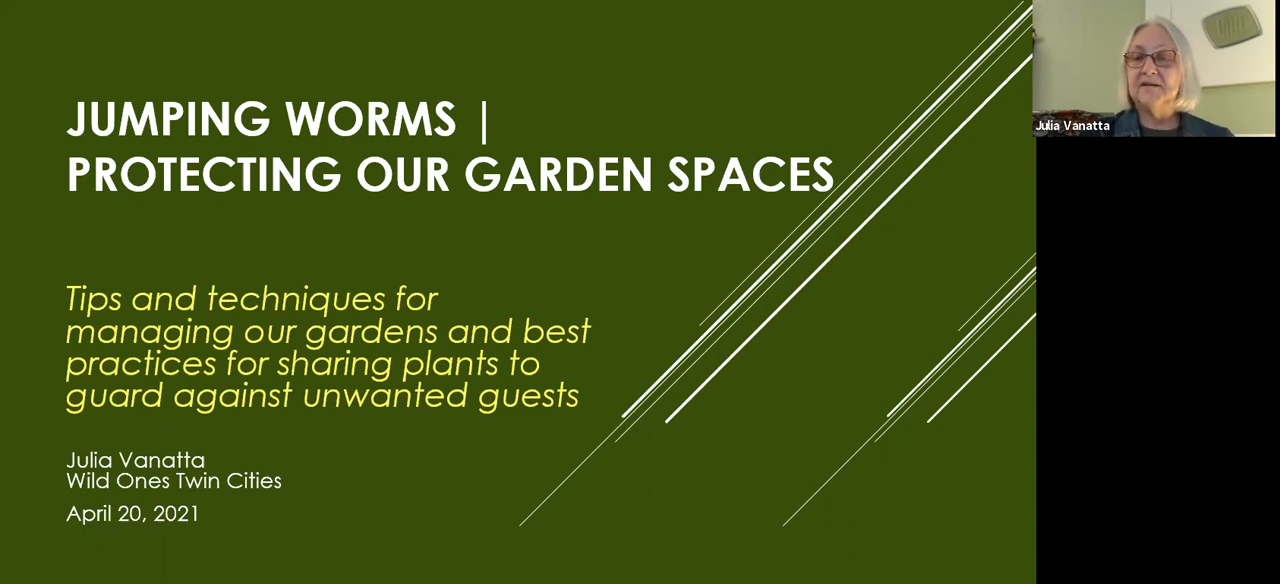 JUMPING WORMS |
PROTECTING OUR GARDEN SPACES
Tips and techniques for
managing our gardens and best
practices for sharing plants to
guard against unwanted guests
Julia Vanatta
Wild Ones Twin Cities
April 20, 2021
Julia Vanatta